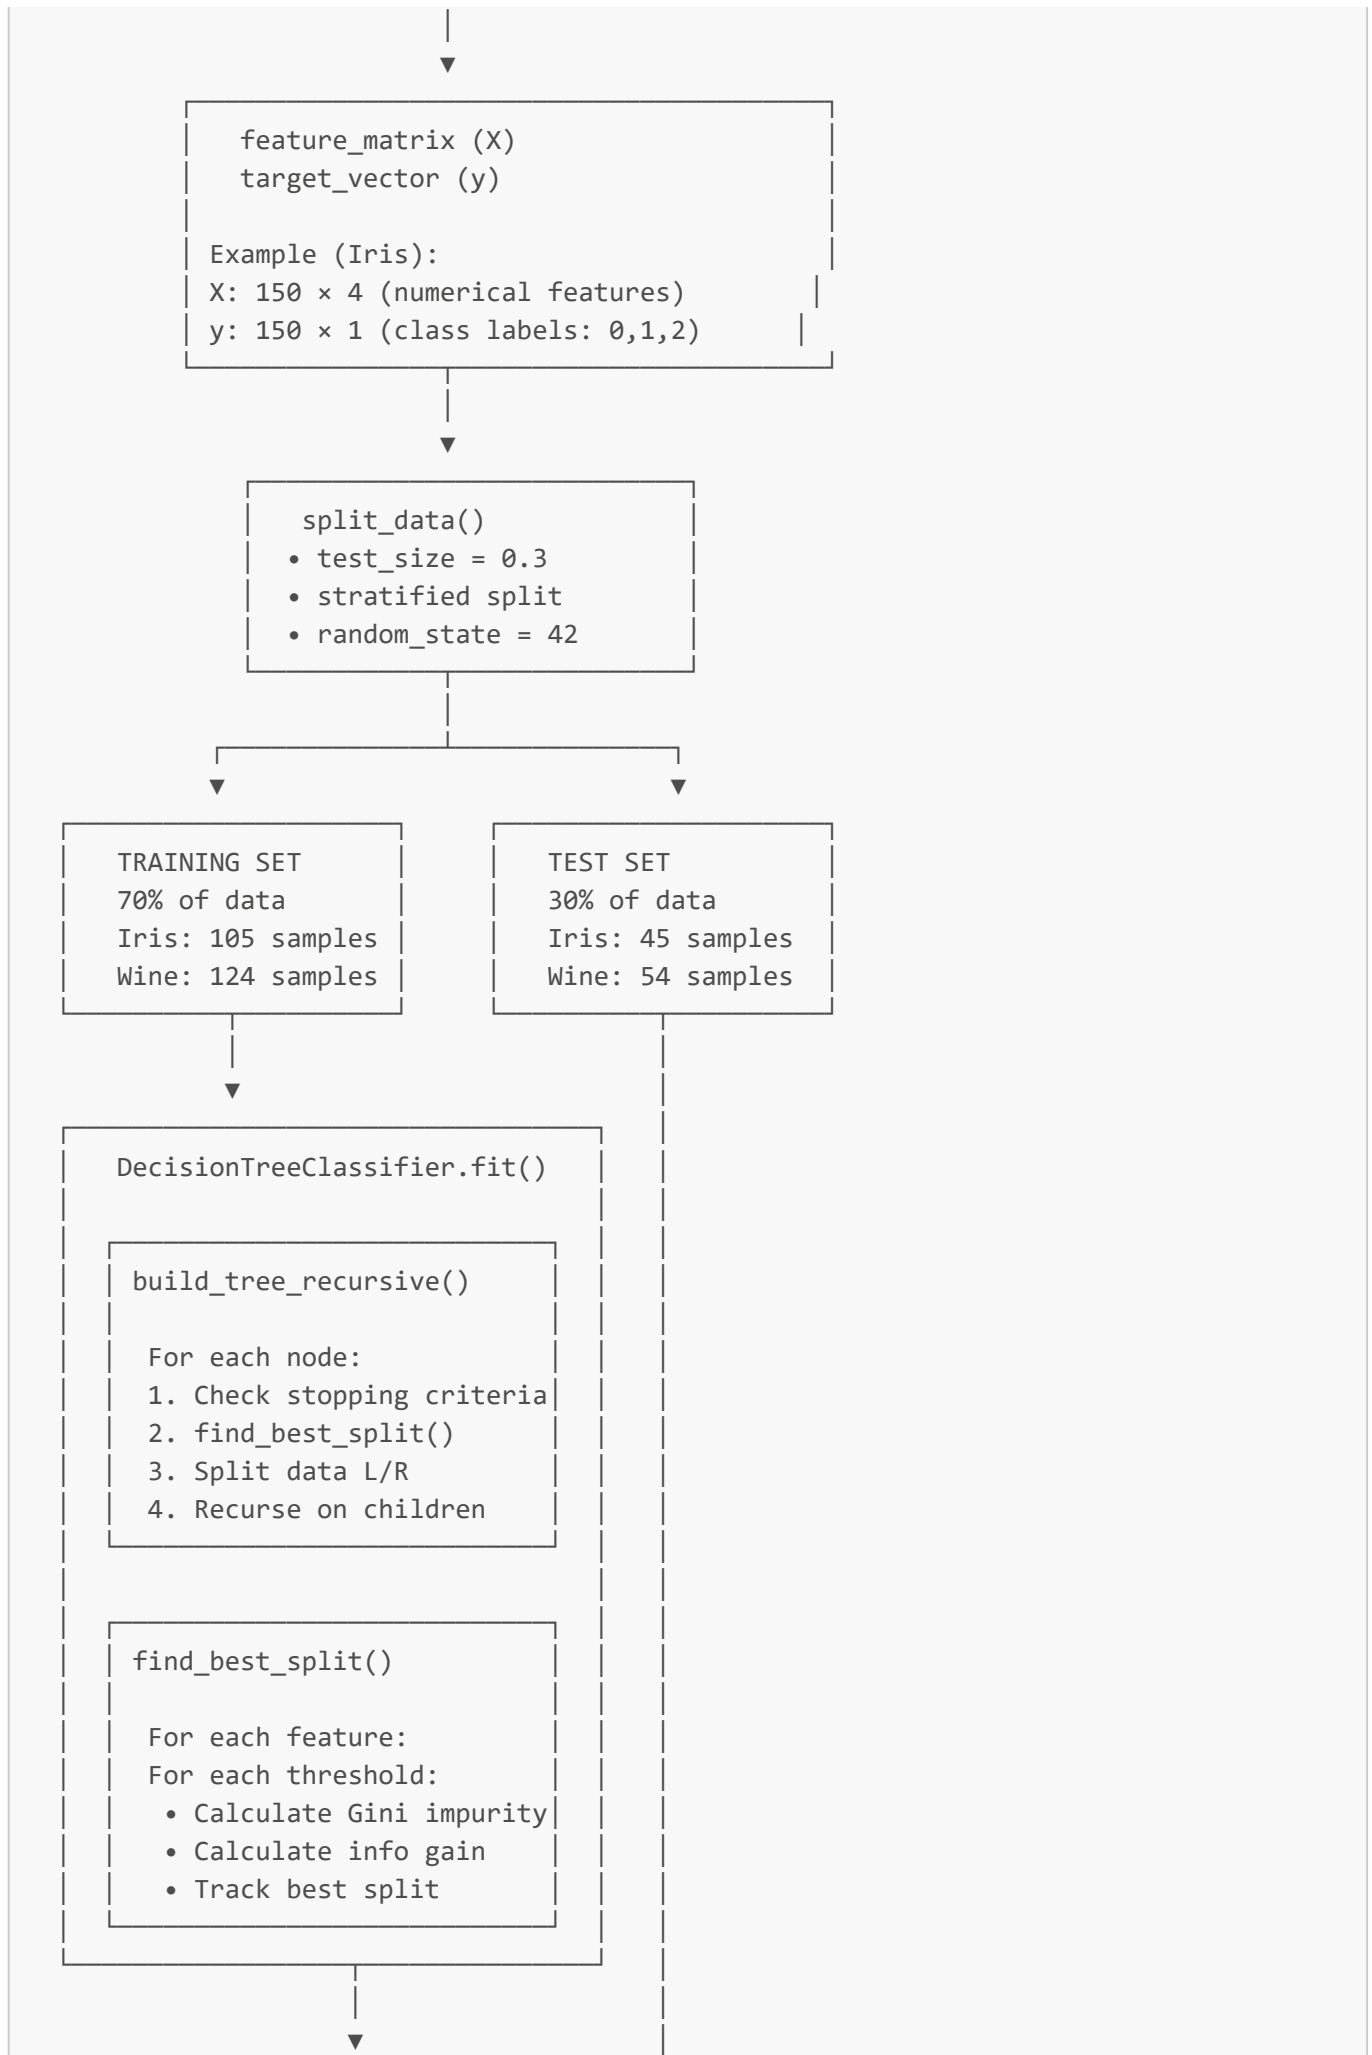 feature_matrix (X)
target_vector (y)
Example (Iris):
X: 150 × 4 (numerical features)
y: 150 × 1 (class labels: 0,1,2)
split_data()
• test_size = 0.3
• stratified split
• random_state = 42
TRAINING SET
70% of data
Iris: 105 samples
Wine: 124 samples
TEST SET
30% of data
Iris: 45 samples
Wine: 54 samples
DecisionTreeClassifier.fit()
build_tree_recursive()
For each node:
1. Check stopping criteria
2. find_best_split()
3. Split data L/R
4. Recurse on children
find_best_split()
For each feature:
For each threshold:
• Calculate Gini impurity
• Calculate info gain
• Track best split